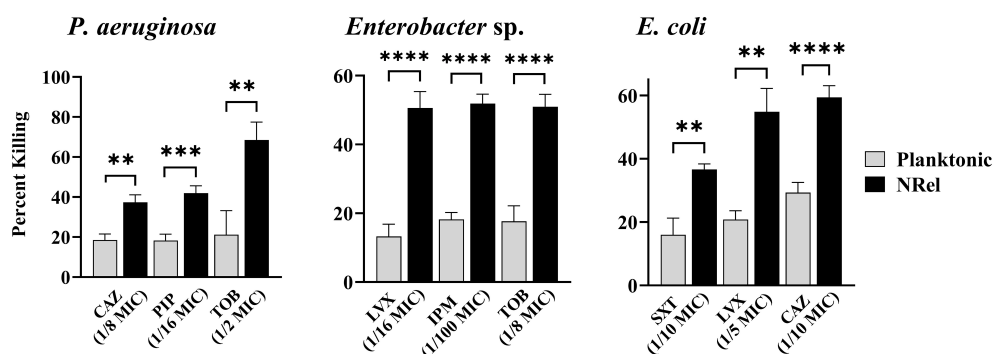 P. aeruginosa
Percent Killing
100
80
60
40
20
0
**
***
**
CAZ
(1/8 MIC)
PIP
(1/16 MIC)
TOB
(1/2 MIC)
Enterobacter sp.
60
40
20
0
****
****
****
LVX
(1/16 MIC)
IPM
(1/100 MIC)
TOB
(1/8 MIC)
E. coli
60
40
20
0
**
**
****
SXT
(1/10 MIC)
LVX
(1/5 MIC)
CAZ
(1/10 MIC)
Planktonic
NRel